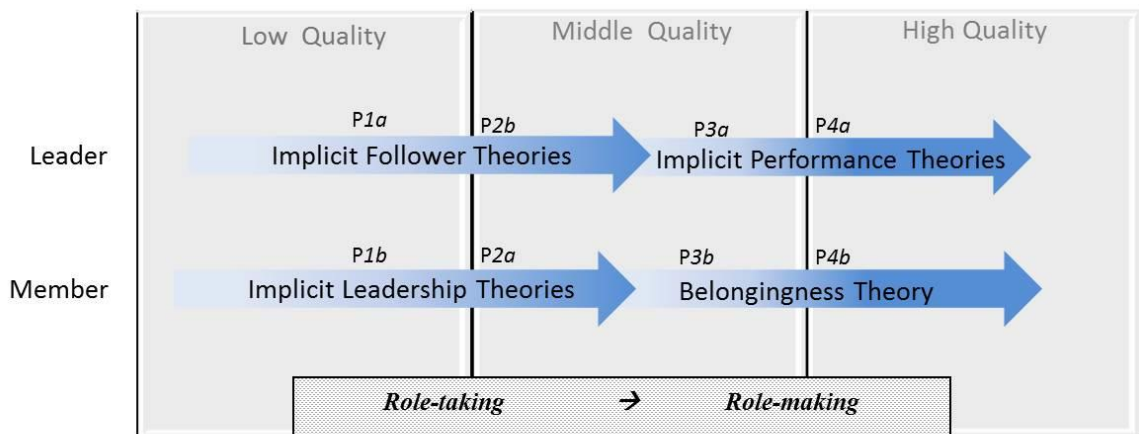 Low Quality
Middle Quality
High Quality
P1a
P2b
P3a
P4a
Leader
Implicit Follower Theories
Implicit Performance Theories
P1b
P2a
P3b
P4b
Member
Implicit Leadership Theories
Belongingness Theory
Role-taking → Role-making